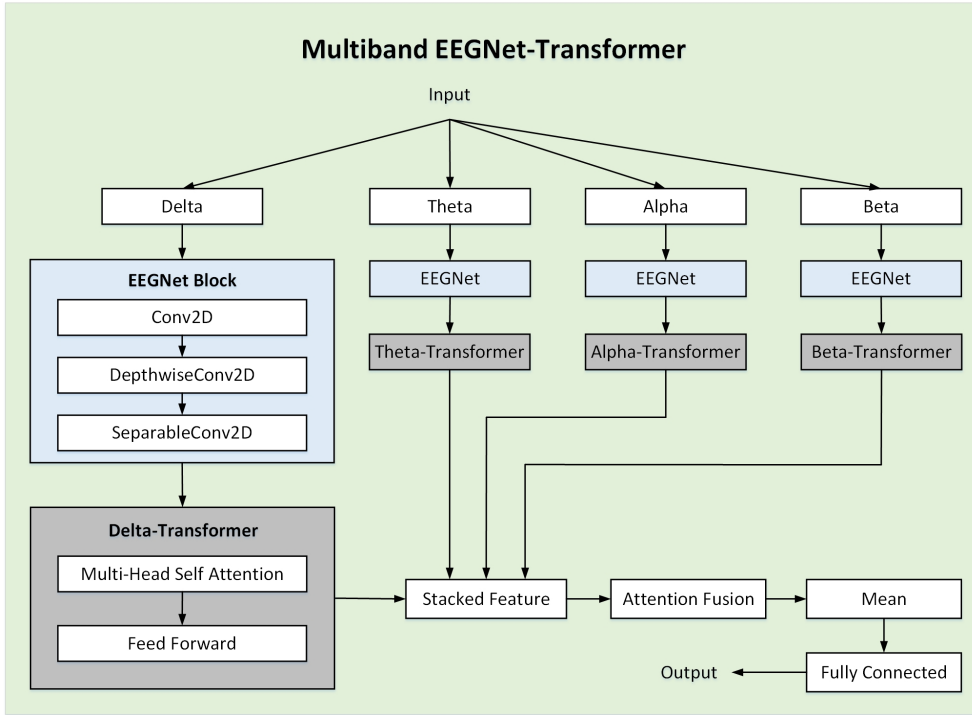 Multiband EEGNet-Transformer
Input
Delta
Theta
Alpha
Beta
EEGNet Block
Conv2D
DepthwiseConv2D
SeparableConv2D
EEGNet
EEGNet
EEGNet
Theta-Transformer
Alpha-Transformer
Beta-Transformer
Delta-Transformer
Multi-Head Self Attention
Feed Forward
Stacked Feature
Attention Fusion
Mean
Fully Connected
Output